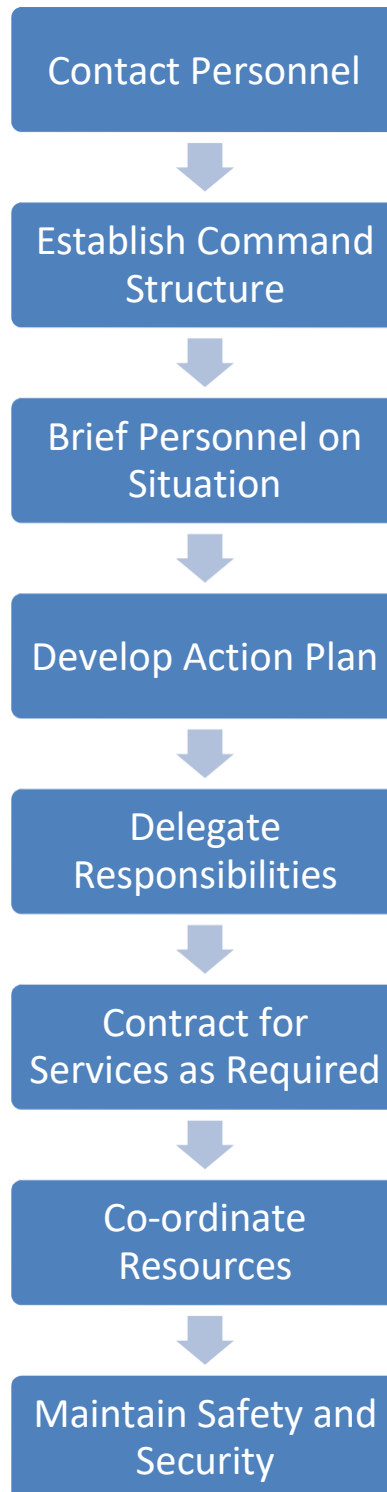 Contact Personnel
Establish Command
Structure
Brief Personnel on
Situation
Develop Action Plan
Delegate
Responsibilities
Contract for
Services as Required
Co-ordinate
Resources
Maintain Safety and
Security